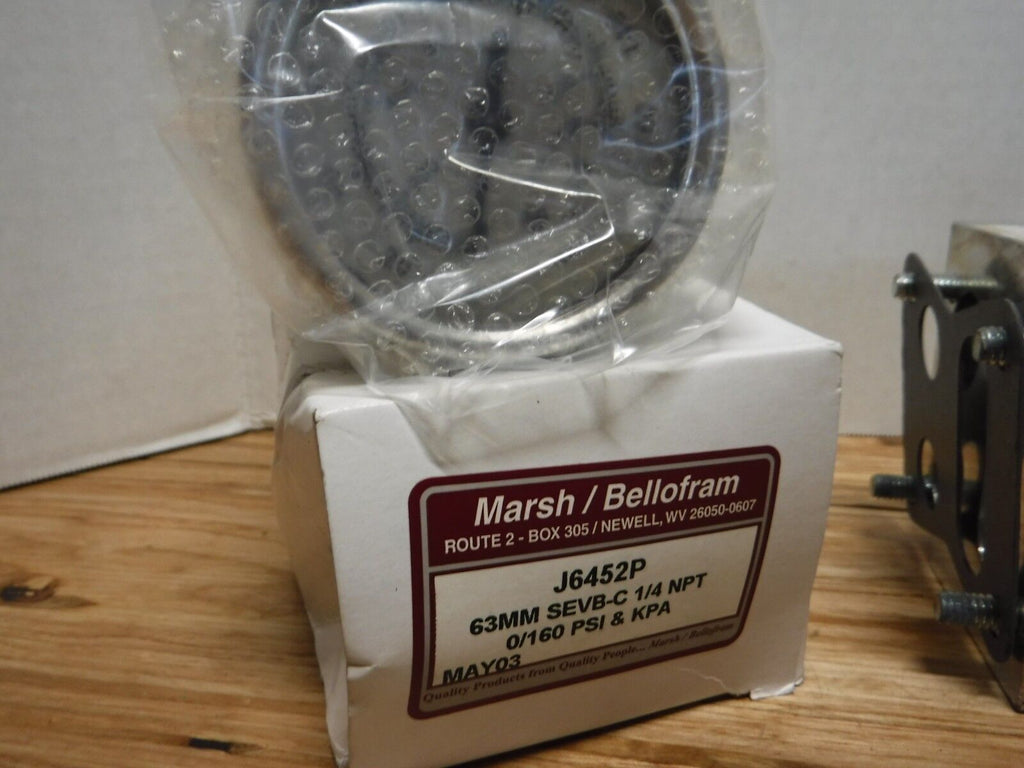 Marsh / Bellofram
ROUTE 2 - BOX 305 / NEWELL, WV 26050-0607
J6452P
63MM SEVB-C 1/4 NPT
0/160 PSI & KPA
MAY03
Quality Products from Quality People... Marsh / Bellofram